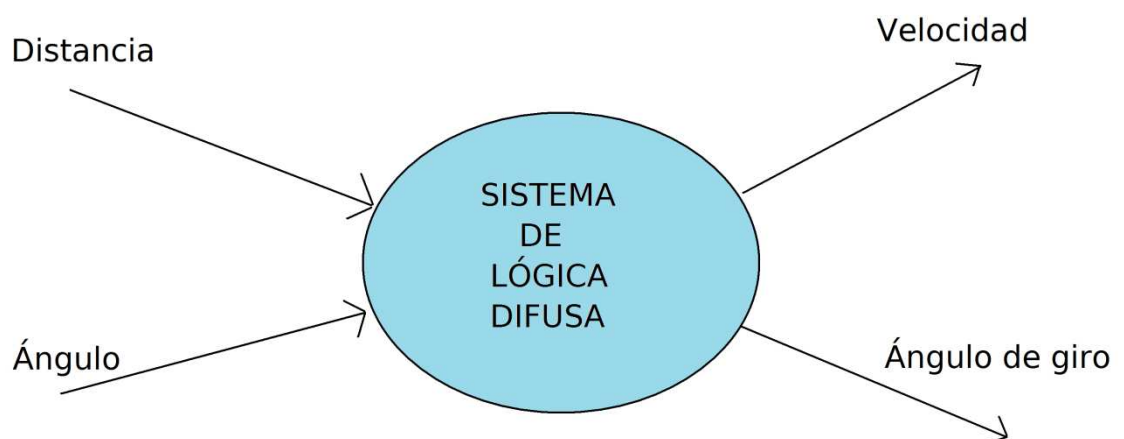 Distancia
Velocidad
SISTEMA
DE
LÓGICA
DIFUSA
Ángulo
Ángulo de giro